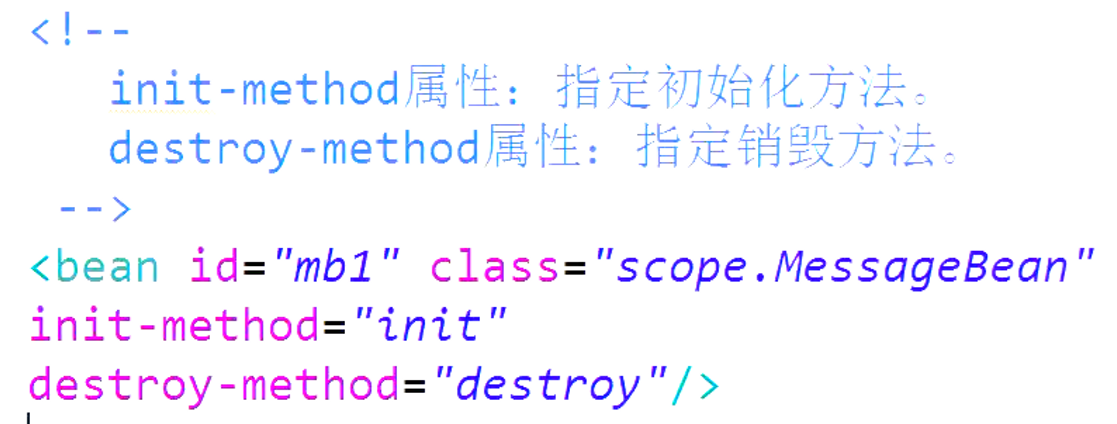 <!--
init-method属性：指定初始化方法。
destroy-method属性：指定销毁方法。
-->
<bean id="mb1" class="scope.MessageBean"
init-method="init"
destroy-method="destroy"/>